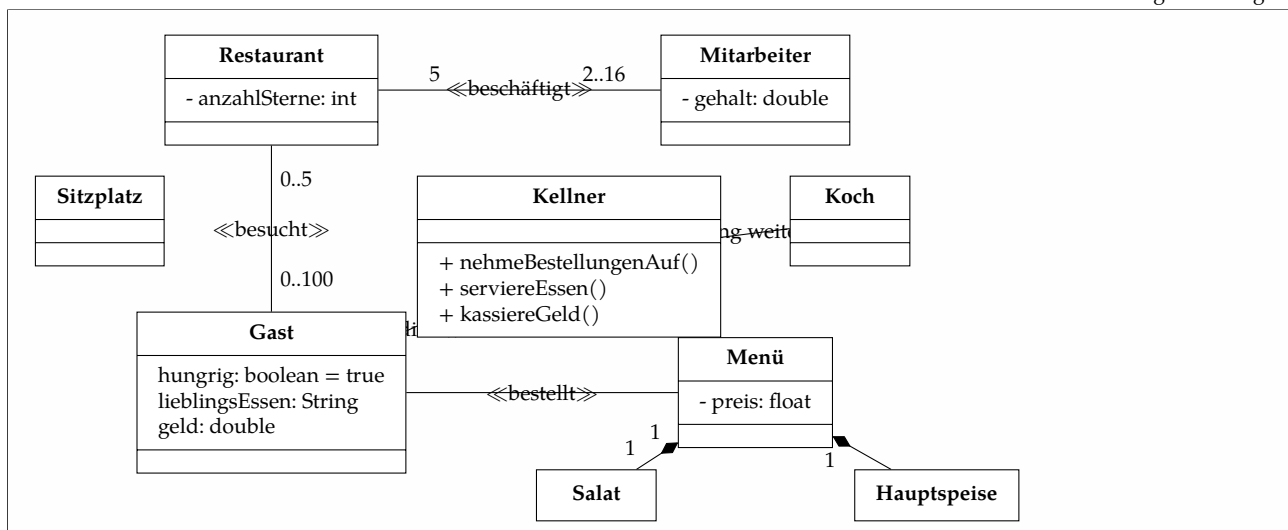 Restaurant
- anzahlSterne: int
5
≪beschäftigt≫
2..16
Mitarbeiter
- gehalt: double
0..5
≪besucht≫
0..100
Sitzplatz
Kellner
+ nehmeBestellungenAuf()
+ serviereEssen()
+ kassiereGeld()
ng weite
Koch
Gast
hungrig: boolean = true
lieblingsEssen: String
geld: double
≪bestellt≫
Menü
- preis: float
1
1
1
Salat
Hauptspeise